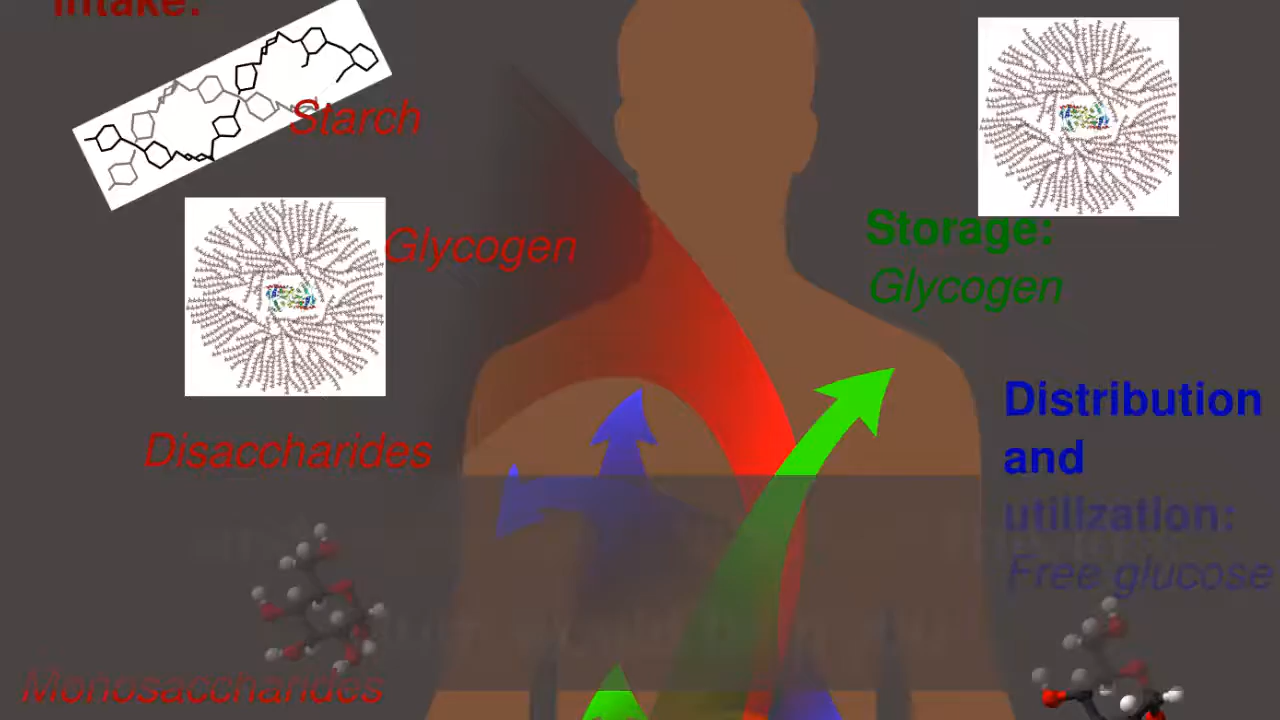 Intake:
Starch
Glycogen
Disaccharides
Monosaccharides
Storage:
Glycogen
Distribution
and
utilization:
Free glucose